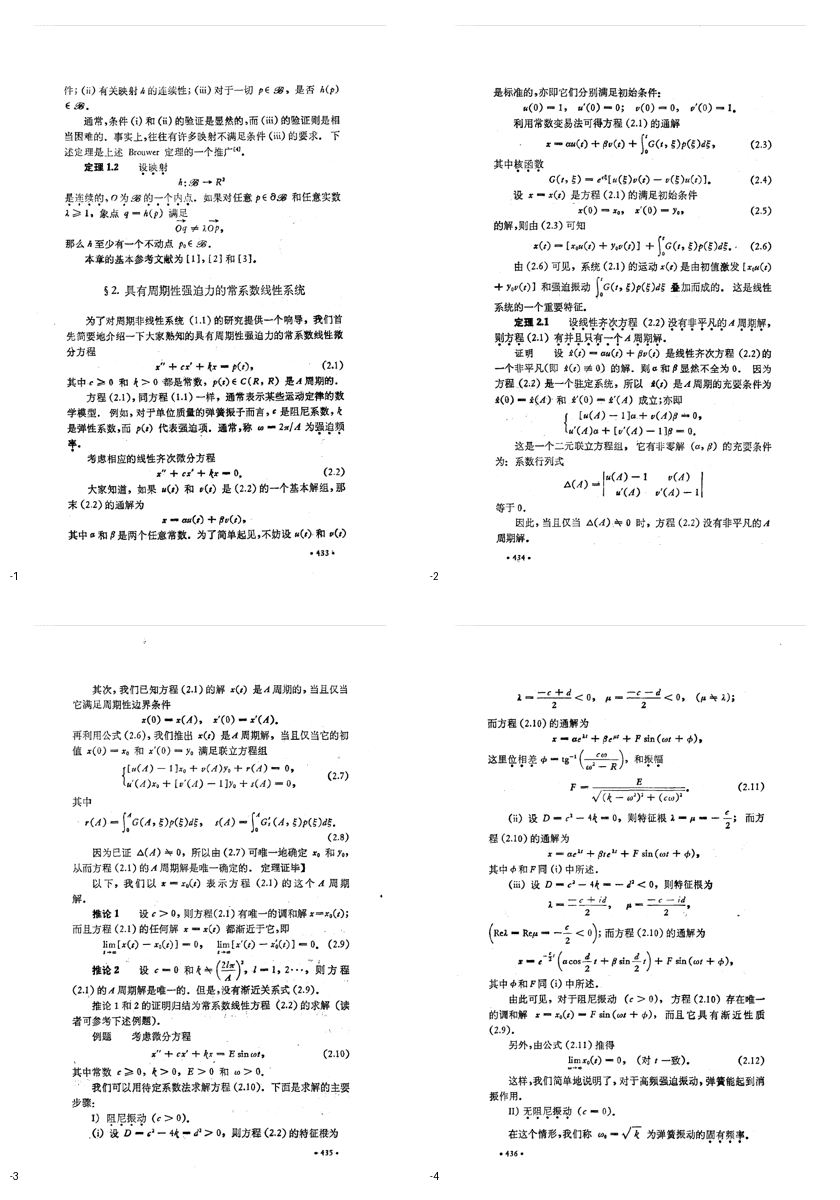 件；(ii) 有关映射 h 的连续性；(iii) 对于一切 p∈ℬ，是否 h(p)
∈ℬ.
通常，条件 (i) 和 (ii) 的验证是显然的，而 (iii) 的验证则是相
当困难的. 事实上，往往有许多映射不满足条件 (iii) 的要求. 下
述定理是上述 Brouwer 定理的一个推广[4].
定理 1.2 设映射
h:ℬ → R²
是连续的，O 为 ℬ 的一个内点. 如果对任意 p∈∂ℬ 和任意实数
λ≥1，象点 q＝h(p) 满足
Oq ≠ λOp,
那么 h 至少有一个不动点 p₀∈ℬ.
本章的基本参考文献为 [1]，[2] 和 [3].
§2. 具有周期性强迫力的常系数线性系统
为了对周期非线性系统 (1.1) 的研究提供一个响导，我们首
先简要地介绍一下大家熟知的具有周期性强迫力的常系数线性微
分方程
x″ + cx′ + kx = p(t), (2.1)
其中 c≥0 和 k>0 都是常数，p(t)∈C(R, R) 是 A 周期的.
方程 (2.1)，同方程 (1.1) 一样，通常表示某些运动定律的数
学模型. 例如，对于单位质量的弹簧振子而言，c 是阻尼系数，k
是弹性系数，而 p(t) 代表强迫项. 通常，称 ω = 2π/A 为强迫频
率.
考虑相应的线性齐次微分方程
x″ + cx′ + kx = 0. (2.2)
大家知道，如果 u(t) 和 v(t) 是 (2.2) 的一个基本解组，那
末 (2.2) 的通解为
x = αu(t) + βv(t),
其中 α 和 β 是两个任意常数. 为了简单起见，不妨设 u(t) 和 v(t)
• 433 •
-1
是标准的，亦即它们分别满足初始条件：
u(0) = 1, u′(0) = 0; v(0) = 0, v′(0) = 1.
利用常数变易法可得方程 (2.1) 的通解
x = αu(t) + βv(t) + ∫₀ᵗ G(t, ξ)p(ξ)dξ, (2.3)
其中核函数
G(t, ξ) = e^{cξ}[u(ξ)v(t) − v(ξ)u(t)]. (2.4)
设 x = x(t) 是方程 (2.1) 的满足初始条件
x(0) = x₀, x′(0) = y₀, (2.5)
的解，则由 (2.3) 可知
x(t) = [x₀u(t) + y₀v(t)] + ∫₀ᵗ G(t, ξ)p(ξ)dξ. (2.6)
由 (2.6) 可见，系统 (2.1) 的运动 x(t) 是由初值激发 [x₀u(t)
+ y₀v(t)] 和强迫振动 ∫₀ᵗ G(t, ξ)p(ξ)dξ 叠加而成的. 这是线性
系统的一个重要特征.
定理 2.1 设线性齐次方程 (2.2) 没有非平凡的 A 周期解，
则方程 (2.1) 有并且只有一个 A 周期解.
证明 设 x̂(t) = αu(t) + βv(t) 是线性齐次方程 (2.2)的
一个非平凡(即 x̂(t) ≢ 0) 的解. 则 α 和 β 显然不全为 0. 因为
方程 (2.2) 是一个驻定系统，所以 x̂(t) 是 A 周期的充要条件为
x̂(0) = x̂(A) 和 x̂′(0) = x̂′(A) 成立；亦即
{ [u(A) − 1]α + v(A)β = 0,
u′(A)α + [v′(A) − 1]β = 0.
这是一个二元联立方程组，它有非零解 (α, β) 的充要条件
为：系数行列式
Δ(A) = |u(A) − 1 v(A)|
|u′(A) v′(A) − 1|
等于 0.
因此，当且仅当 Δ(A) ≠ 0 时，方程 (2.2) 没有非平凡的 A
周期解.
• 434 •
-2
其次，我们已知方程 (2.1) 的解 x(t) 是 A 周期的，当且仅当
它满足周期性边界条件
x(0) = x(A), x′(0) = x′(A).
再利用公式 (2.6)，我们推出 x(t) 是 A 周期解，当且仅当它的初
值 x(0) = x₀ 和 x′(0) = y₀ 满足联立方程组
{ [u(A) − 1]x₀ + v(A)y₀ + r(A) = 0,
u′(A)x₀ + [v′(A) − 1]y₀ + s(A) = 0, (2.7)
其中
r(A) = ∫₀ᴬ G(A, ξ)p(ξ)dξ, s(A) = ∫₀ᴬ G′ₜ(A, ξ)p(ξ)dξ.
(2.8)
因为已证 Δ(A) ≠ 0，所以由 (2.7) 可唯一地确定 x₀ 和 y₀，
从而方程 (2.1) 的 A 周期解是唯一确定的. 定理证毕】
以下，我们以 x = x₀(t) 表示方程 (2.1) 的这个 A 周期
解.
推论 1 设 c > 0，则方程(2.1) 有唯一的调和解 x = x₀(t)；
而且方程 (2.1) 的任何解 x = x(t) 都渐近于它，即
lim[x(t) − x₀(t)] = 0, lim[x′(t) − x₀′(t)] = 0. (2.9)
t→∞ t→∞
推论 2 设 c = 0 和 k ≠ (2lπ/A)², l = 1, 2⋯，则方程
(2.1) 的 A 周期解是唯一的. 但是，没有渐近关系式 (2.9).
推论 1 和 2 的证明归结为常系数线性方程 (2.2) 的求解 (读
者可参考下述例题).
例题 考虑微分方程
x″ + cx′ + kx = E sin ωt, (2.10)
其中常数 c≥0, k>0, E>0 和 ω>0.
我们可以用待定系数法求解方程 (2.10). 下面是求解的主要
步骤：
I) 阻尼振动 (c > 0).
(i) 设 D = c² − 4k = d² > 0，则方程 (2.2) 的特征根为
• 435 •
-3
λ = (−c + d)/2 < 0, μ = (−c − d)/2 < 0, (μ ≠ λ);
而方程 (2.10) 的通解为
x = αe^{λt} + βe^{μt} + F sin (ωt + φ),
这里位相差 φ = tg⁻¹(cω/(ω² − R)), 和振幅
F = E/√((k − ω²)² + (cω)²). (2.11)
(ii) 设 D = c² − 4k = 0，则特征根 λ = μ = −c/2；而方
程 (2.10) 的通解为
x = αe^{λt} + βte^{λt} + F sin (ωt + φ),
其中 φ 和 F 同 (i) 中所述.
(iii) 设 D = c² − 4k = −d² < 0，则特征根为
λ = (−c + id)/2, μ = (−c − id)/2,
(Reλ = Reμ = −c/2 < 0)；而方程 (2.10) 的通解为
x = e^{−(c/2)t}(α cos (d/2)t + β sin (d/2)t) + F sin (ωt + φ),
其中 φ 和 F 同 (i) 中所述.
由此可见，对于阻尼振动 (c > 0)，方程 (2.10) 存在唯一
的调和解 x = x₀(t) = F sin (ωt + φ)，而且它具有渐近性质
(2.9).
另外，由公式 (2.11) 推得
lim x₀(t) = 0, (对 t 一致). (2.12)
ω→∞
这样，我们简单地说明了，对于高频强迫振动，弹簧能起到消
振作用.
II) 无阻尼振动 (c = 0).
在这个情形，我们称 ω₀ = √k 为弹簧振动的固有频率.
• 436 •
-4